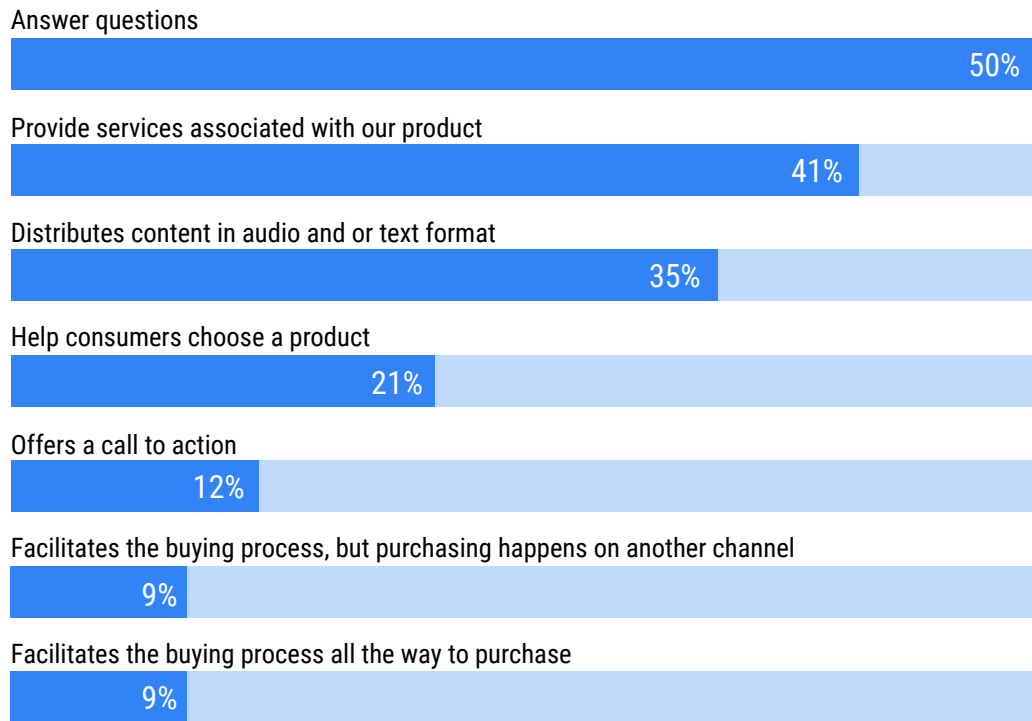 Answer questions
50%
Provide services associated with our product
41%
Distributes content in audio and or text format
35%
Help consumers choose a product
21%
Offers a call to action
12%
Facilitates the buying process, but purchasing happens on another channel
9%
Facilitates the buying process all the way to purchase
9%